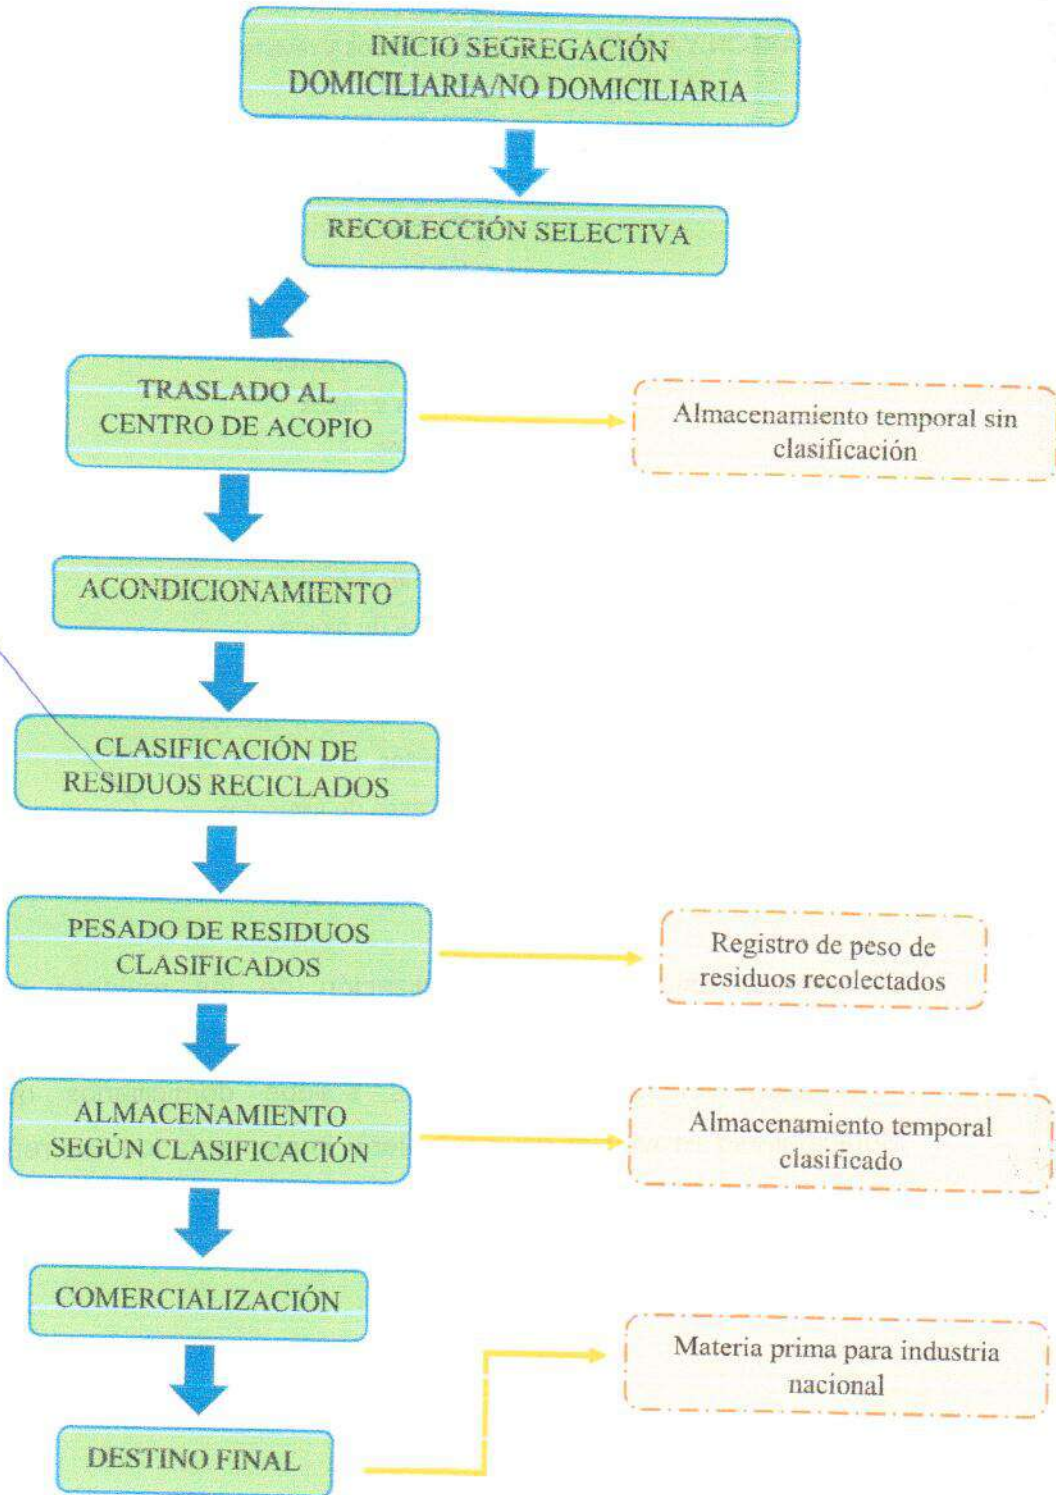 INICIO SEGREGACIÓN
DOMICILIARIA/NO DOMICILIARIA
RECOLECCIÓN SELECTIVA
TRASLADO AL
CENTRO DE ACOPIO
Almacenamiento temporal sin
clasificación
ACONDICIONAMIENTO
CLASIFICACIÓN DE
RESIDUOS RECICLADOS
PESADO DE RESIDUOS
CLASIFICADOS
Registro de peso de
residuos recolectados
ALMACENAMIENTO
SEGÚN CLASIFICACIÓN
Almacenamiento temporal
clasificado
COMERCIALIZACIÓN
Materia prima para industria
nacional
DESTINO FINAL